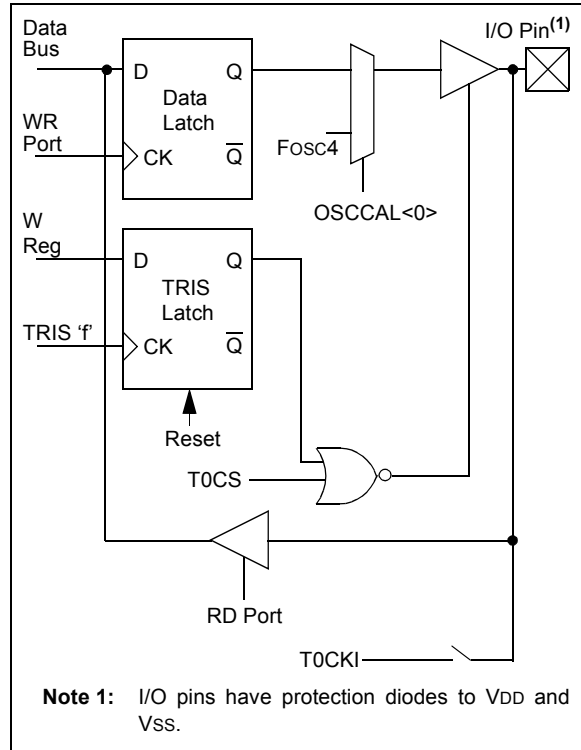 Data
Bus
I/O Pin(1)
D
Q
Data
Latch
WR
Port
CK
Q
FOSC4
OSCCAL<0>
W
Reg
D
Q
TRIS
Latch
TRIS 'f'
CK
Q
Reset
T0CS
RD Port
T0CKI
Note 1: I/O pins have protection diodes to VDD and
VSS.